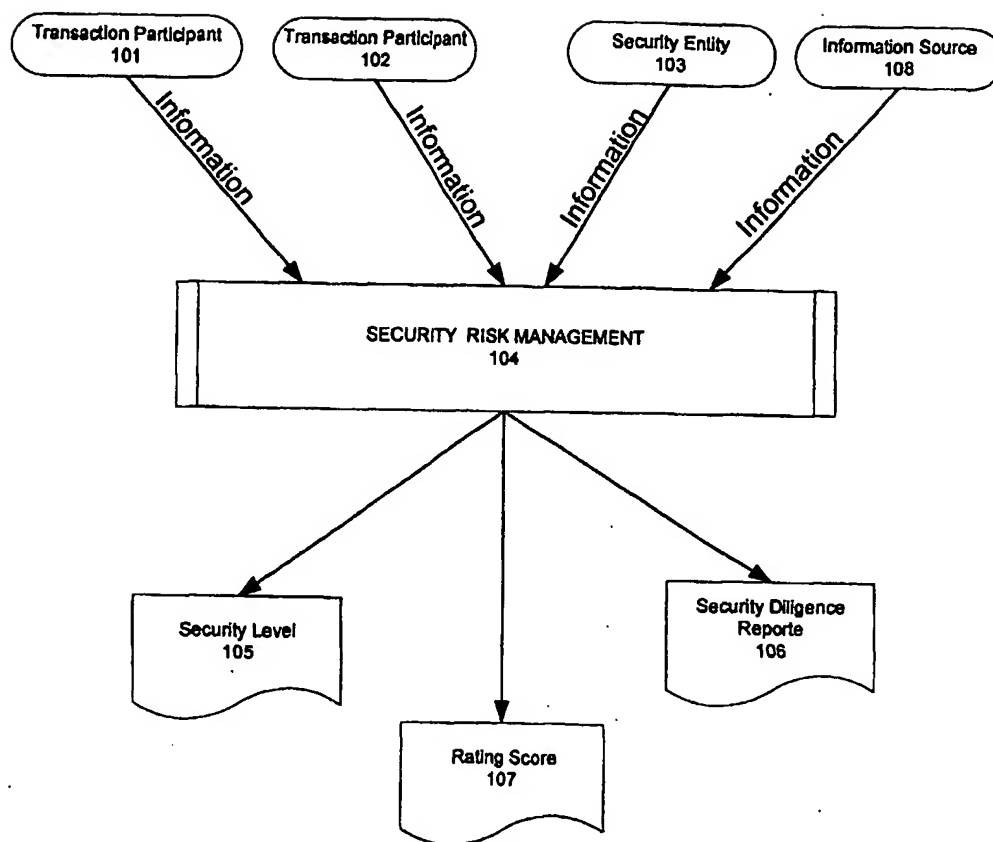 Transaction Participant
101
Transaction Participant
102
Security Entity
103
Information Source
108
Information
Information
Information
Information
SECURITY RISK MANAGEMENT
104
Security Level
105
Security Diligence
Reporte
106
Rating Score
107